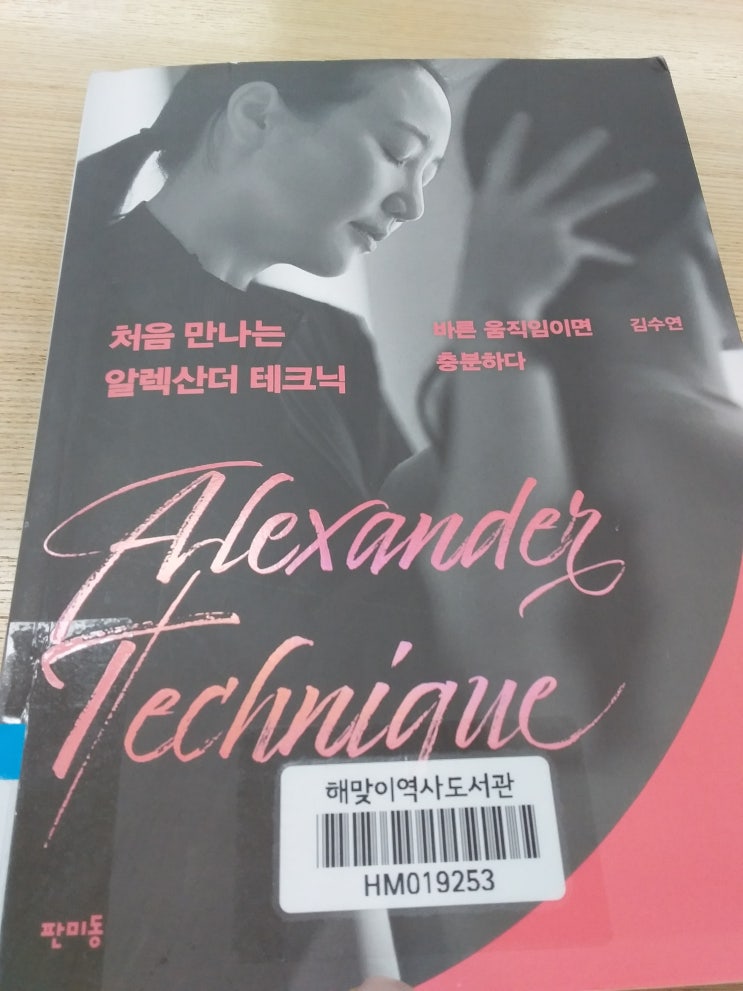 처음 만나는
알렉산더 테크닉
바른 움직임이면
충분하다
김수연
Alexander
Technique
해맞이역사도서관
HM019253
판미동